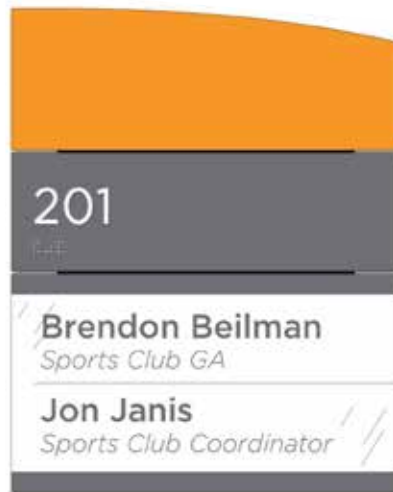 201
Brendon Beilman
Sports Club GA
Jon Janis
Sports Club Coordinator